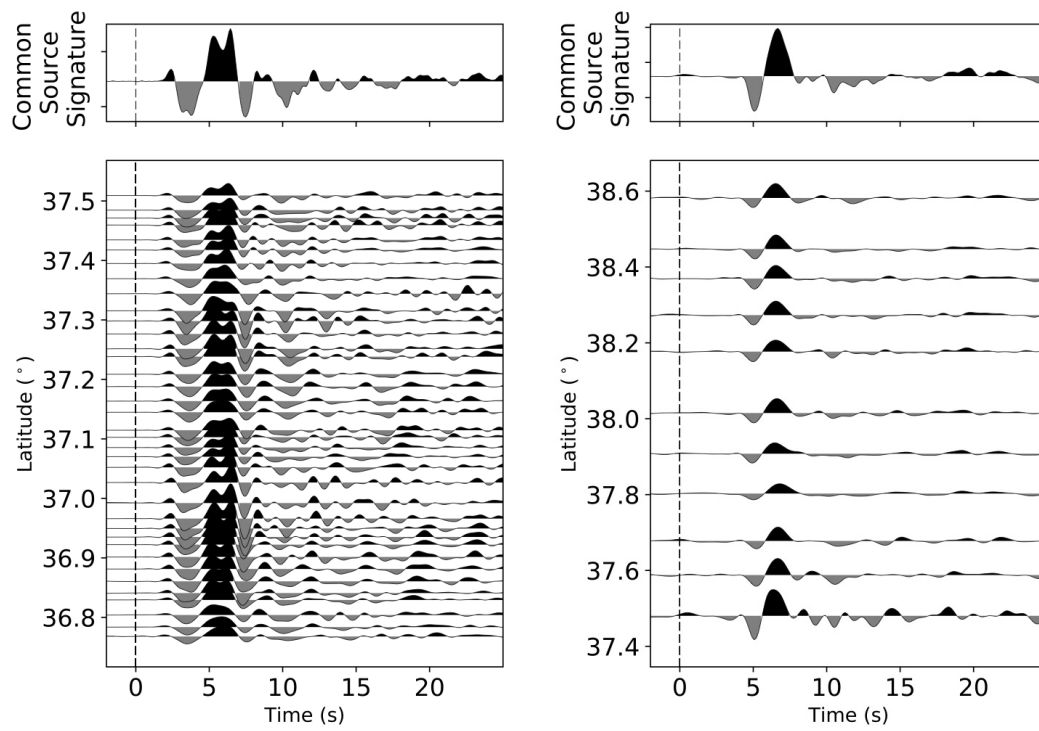 Common
Source
Signature
Common
Source
Signature
37.5
37.4
37.3
37.2
37.1
37.0
36.9
36.8
Latitude (°)
0 5 10 15 20
Time (s)
38.6
38.4
38.2
38.0
37.8
37.6
37.4
Latitude (°)
0 5 10 15 20
Time (s)